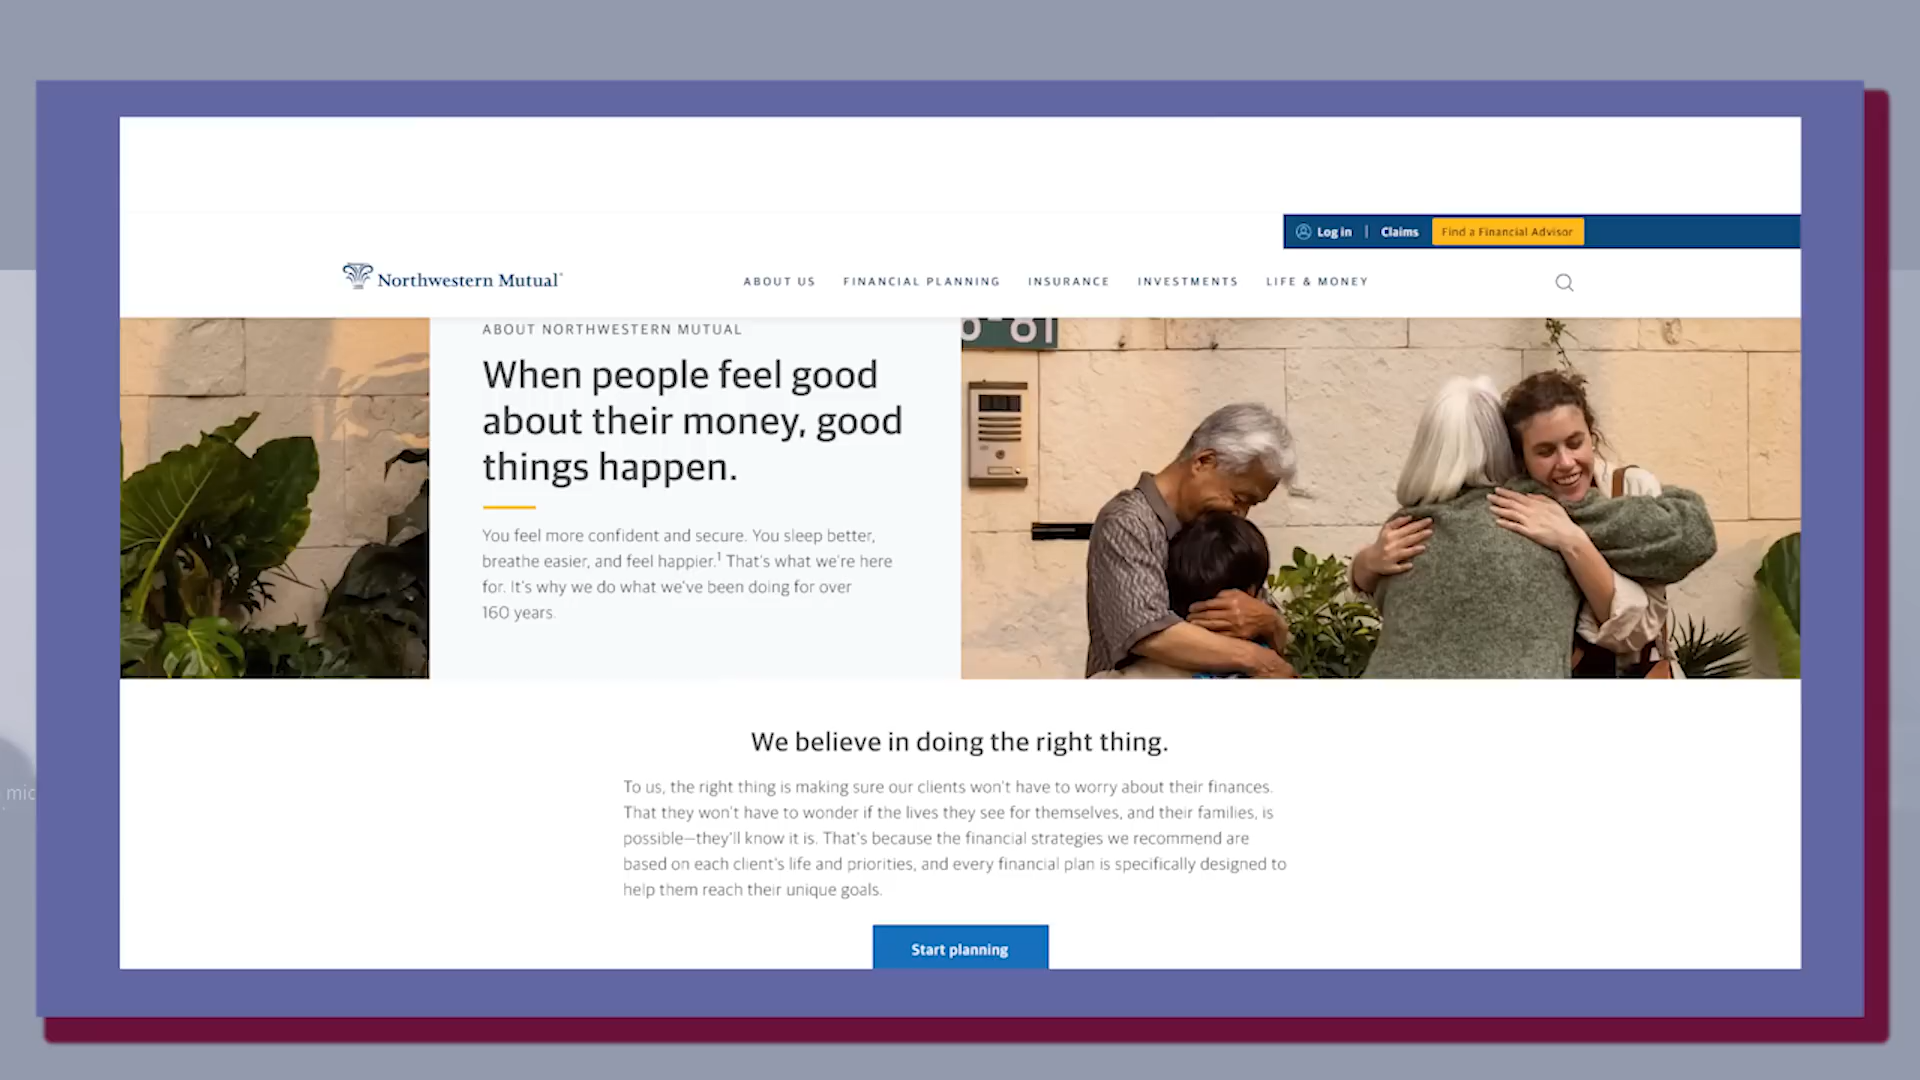 Log in | Claims Find a Financial Advisor
Northwestern Mutual
ABOUT US FINANCIAL PLANNING INSURANCE INVESTMENTS LIFE & MONEY
ABOUT NORTHWESTERN MUTUAL
When people feel good
about their money, good
things happen.
You feel more confident and secure. You sleep better,
breathe easier, and feel happier.¹ That's what we're here
for. It's why we do what we've been doing for over
160 years.
We believe in doing the right thing.
To us, the right thing is making sure our clients won't have to worry about their finances.
That they won't have to wonder if the lives they see for themselves, and their families, is
possible—they'll know it is. That's because the financial strategies we recommend are
based on each client's life and priorities, and every financial plan is specifically designed to
help them reach their unique goals.
Start planning
mic